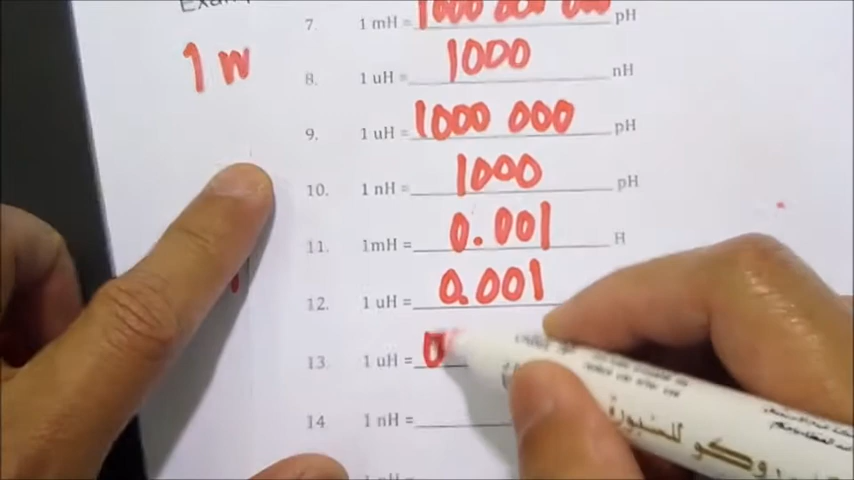 7. 1 mH = 1000 000 000 pH
1 m
8. 1 uH = 1000 nH
9. 1 uH = 1000 000 pH
10. 1 nH = 1000 pH
11. 1mH = 0.001 H
12. 1 uH = 0.001
13. 1 uH = 0
14. 1 nH =
للسبورة